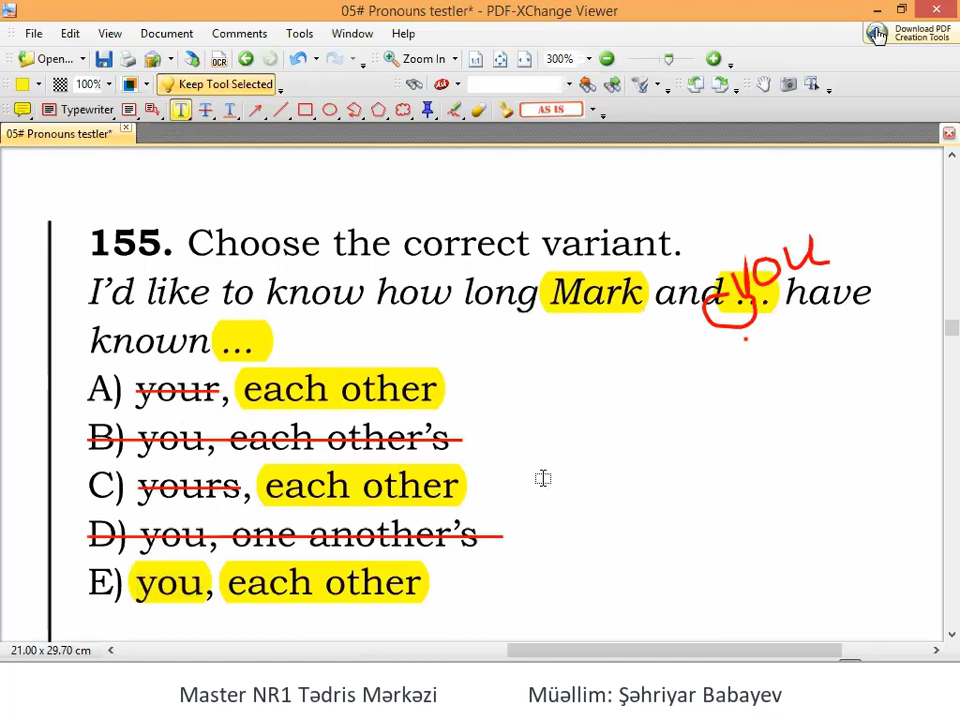 05# Pronouns testler* - PDF-XChange Viewer
File Edit View Document Comments Tools Window Help
Download PDF Creation Tools
Open... OCR Zoom In 300%
100% Keep Tool Selected
Typewriter AS IS
05# Pronouns testler*
155. Choose the correct variant.
you
I'd like to know how long Mark and ... have
known ...
A) your, each other
B) you, each other's
C) yours, each other
D) you, one another's
E) you, each other
21.00 x 29.70 cm
Master NR1 Tədris Mərkəzi Müəllim: Şəhriyar Babayev